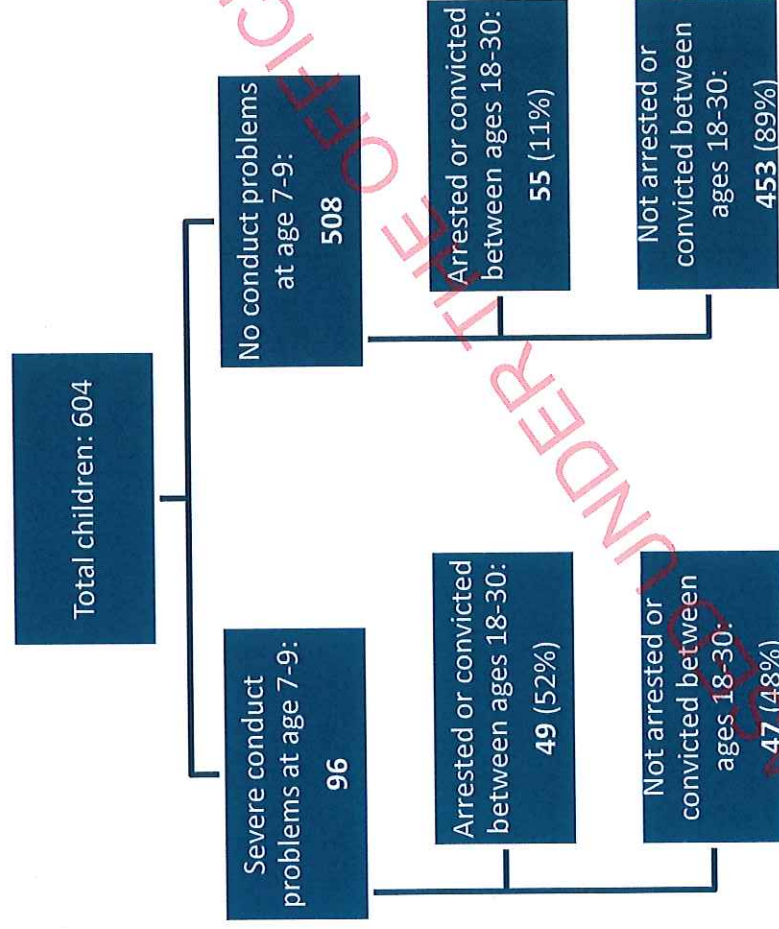 Total children: 604
Severe conduct
problems at age 7-9:
96
Arrested or convicted
between ages 18-30:
49 (52%)
Not arrested or
convicted between
ages 18-30:
47 (48%)
No conduct problems
at age 7-9:
508
Arrested or convicted
between ages 18-30:
55 (11%)
Not arrested or
convicted between
ages 18-30:
453 (89%)
UNDER THE